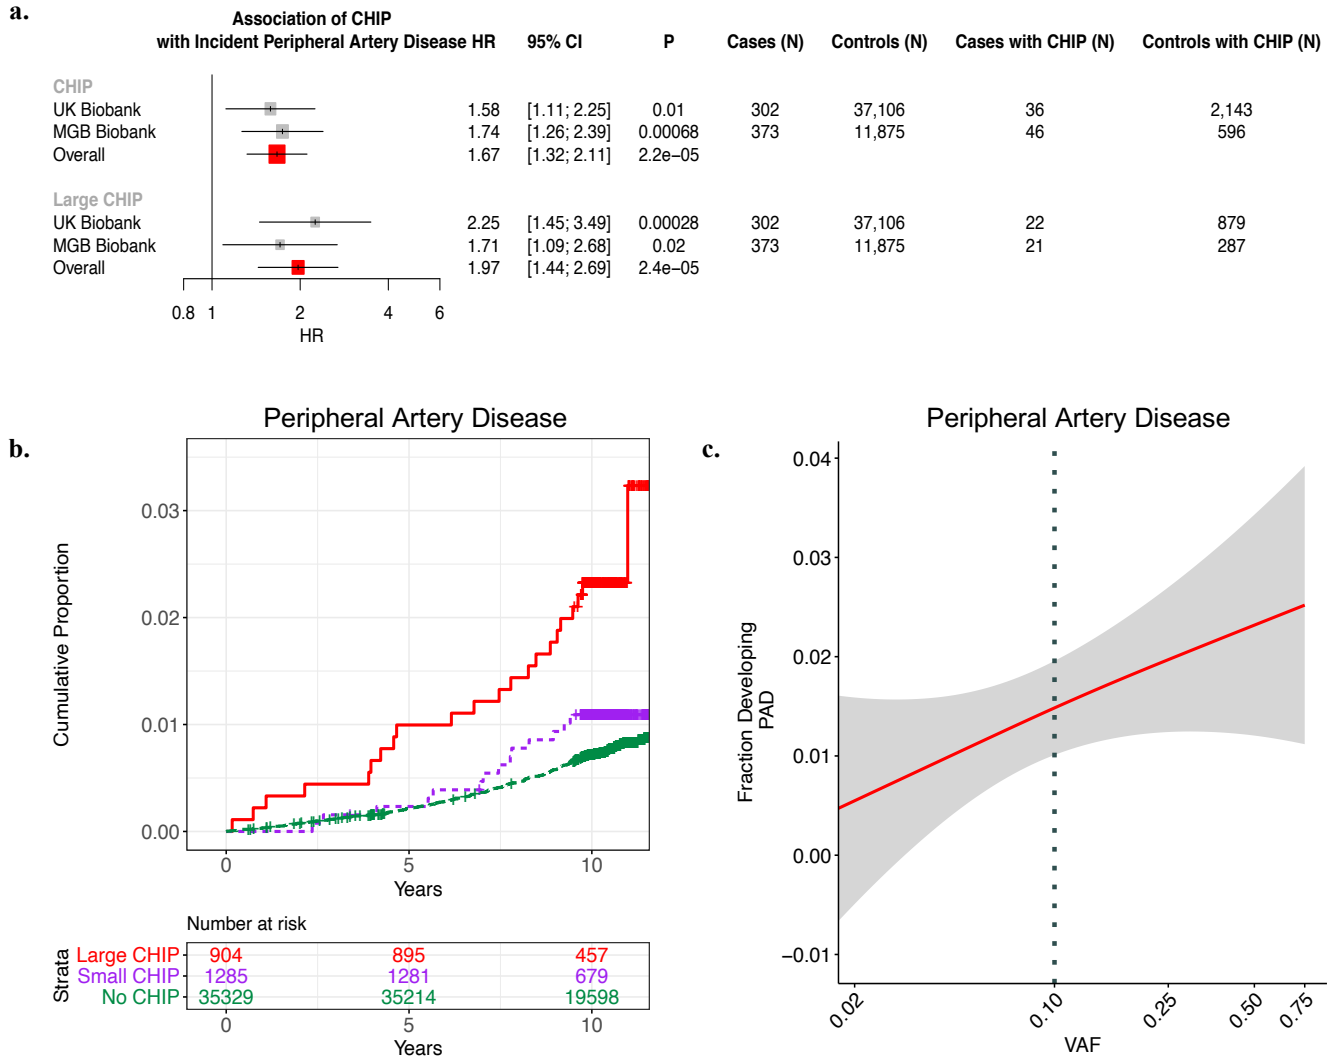 a.
Association of CHIP
with Incident Peripheral Artery Disease HR 95% CI P Cases (N) Controls (N) Cases with CHIP (N) Controls with CHIP (N)
CHIP
UK Biobank 1.58 [1.11; 2.25] 0.01 302 37,106 36 2,143
MGB Biobank 1.74 [1.26; 2.39] 0.00068 373 11,875 46 596
Overall 1.67 [1.32; 2.11] 2.2e-05
Large CHIP
UK Biobank 2.25 [1.45; 3.49] 0.00028 302 37,106 22 879
MGB Biobank 1.71 [1.09; 2.68] 0.02 373 11,875 21 287
Overall 1.97 [1.44; 2.69] 2.4e-05
0.8 1 2 4 6
HR
b.
Peripheral Artery Disease
Cumulative Proportion
0.03
0.02
0.01
0.00
0 5 10
Years
Number at risk
Strata
Large CHIP 904 895 457
Small CHIP 1285 1281 679
No CHIP 35329 35214 19598
0 5 10
Years
c.
Peripheral Artery Disease
Fraction Developing
PAD
0.04
0.03
0.02
0.01
0.00
−0.01
0.02 0.10 0.25 0.50 0.75
VAF